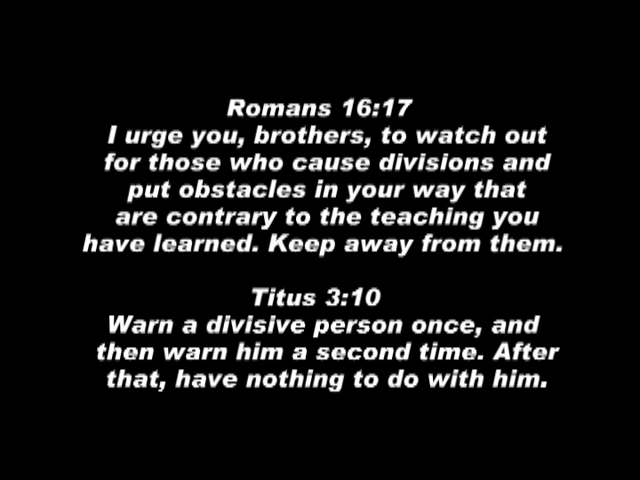 Romans 16:17
I urge you, brothers, to watch out
for those who cause divisions and
put obstacles in your way that
are contrary to the teaching you
have learned. Keep away from them.
Titus 3:10
Warn a divisive person once, and
then warn him a second time. After
that, have nothing to do with him.